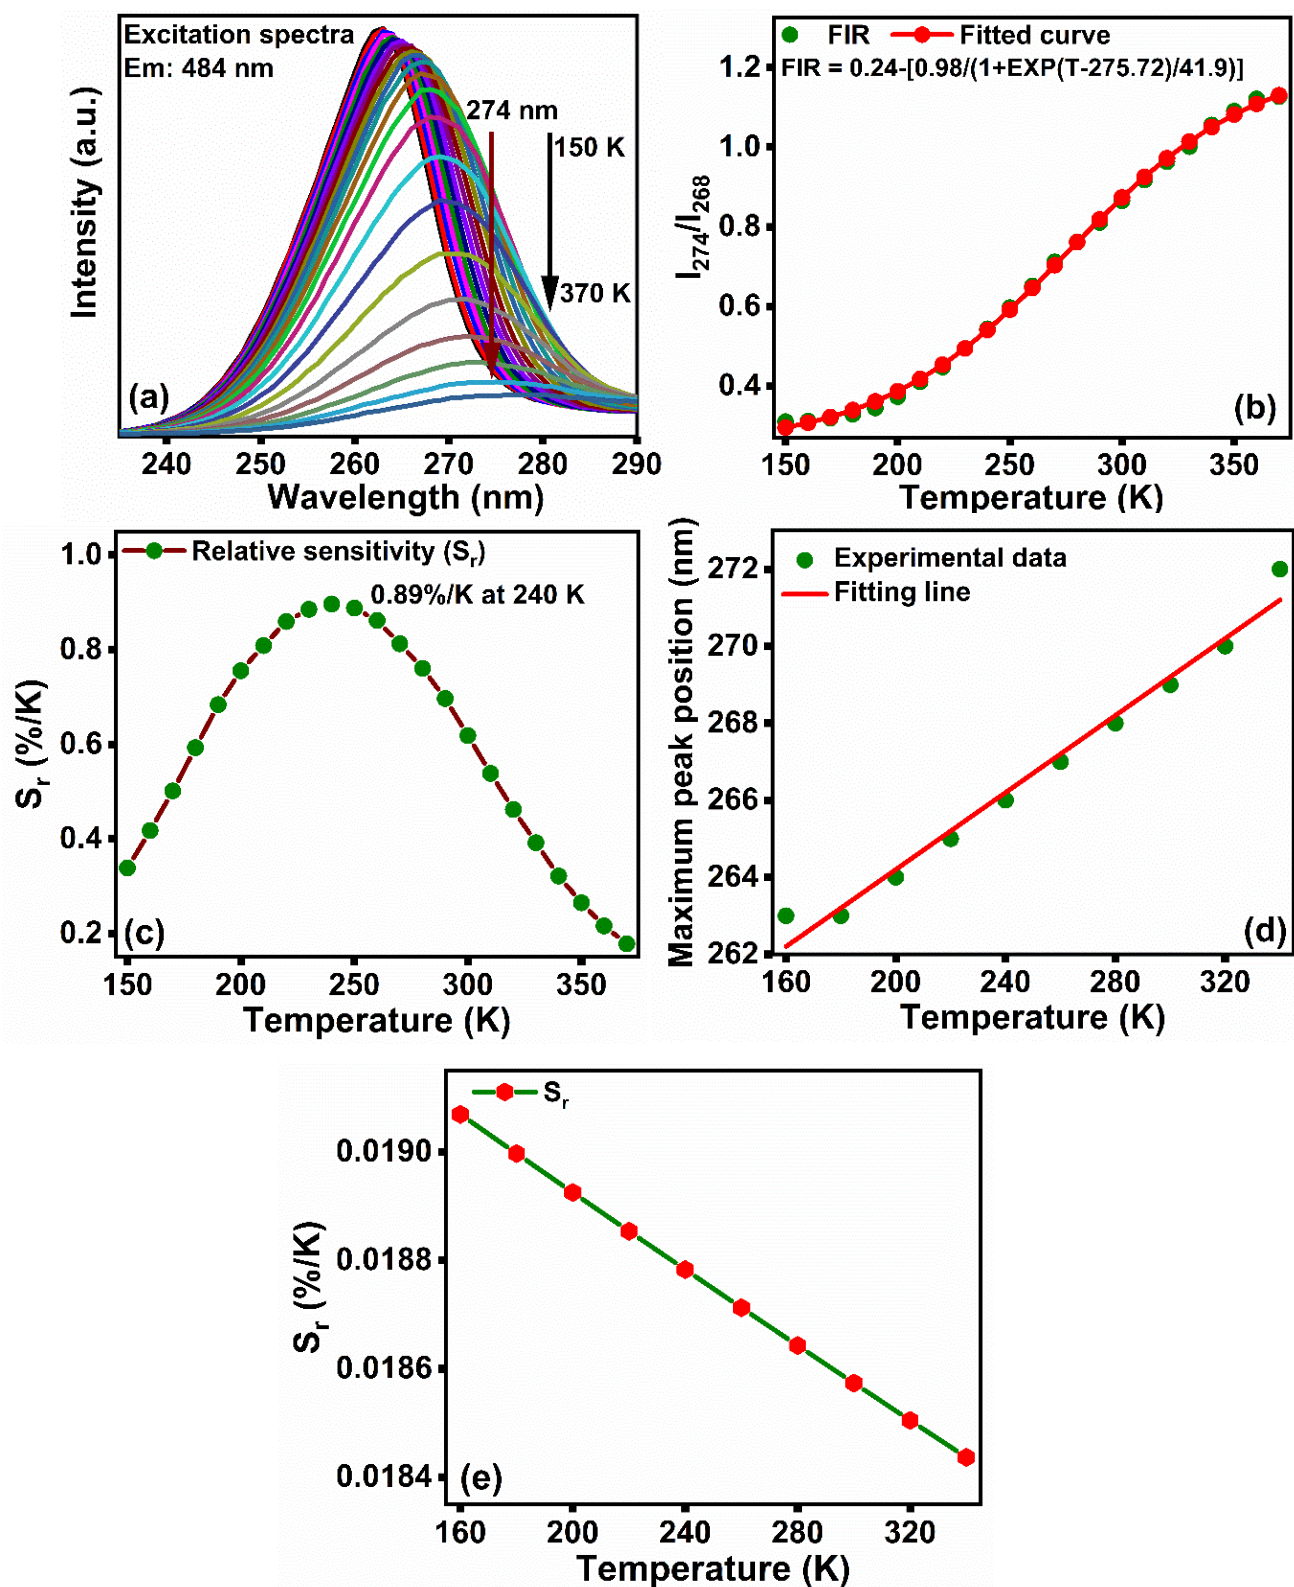 Excitation spectra
Em: 484 nm
274 nm
150 K
370 K
(a)
Intensity (a.u.)
240 250 260 270 280 290
Wavelength (nm)
FIR Fitted curve
FIR = 0.24-[0.98/(1+EXP(T-275.72)/41.9)]
1.2
1.0
0.8
0.6
0.4
I274/I268
(b)
150 200 250 300 350
Temperature (K)
Relative sensitivity (Sr)
0.89%/K at 240 K
1.0
0.8
0.6
0.4
0.2
Sr (%/K)
(c)
150 200 250 300 350
Temperature (K)
Experimental data
Fitting line
272
270
268
266
264
262
Maximum peak position (nm)
(d)
160 200 240 280 320
Temperature (K)
Sr
0.0190
0.0188
0.0186
0.0184
Sr (%/K)
(e)
160 200 240 280 320
Temperature (K)